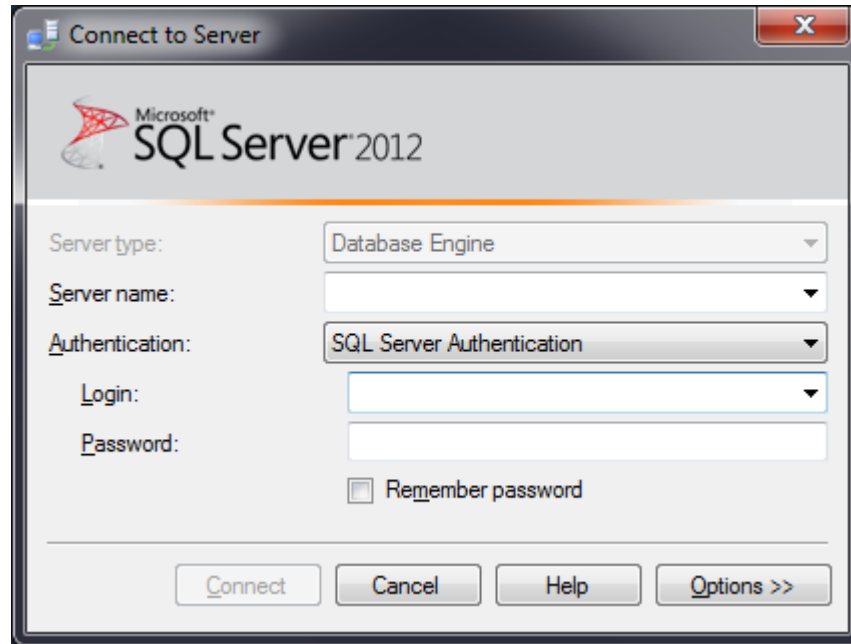 Connect to Server
Microsoft®
SQL Server® 2012
Server type:
Database Engine
Server name:
Authentication:
SQL Server Authentication
Login:
Password:
Remember password
Connect
Cancel
Help
Options >>